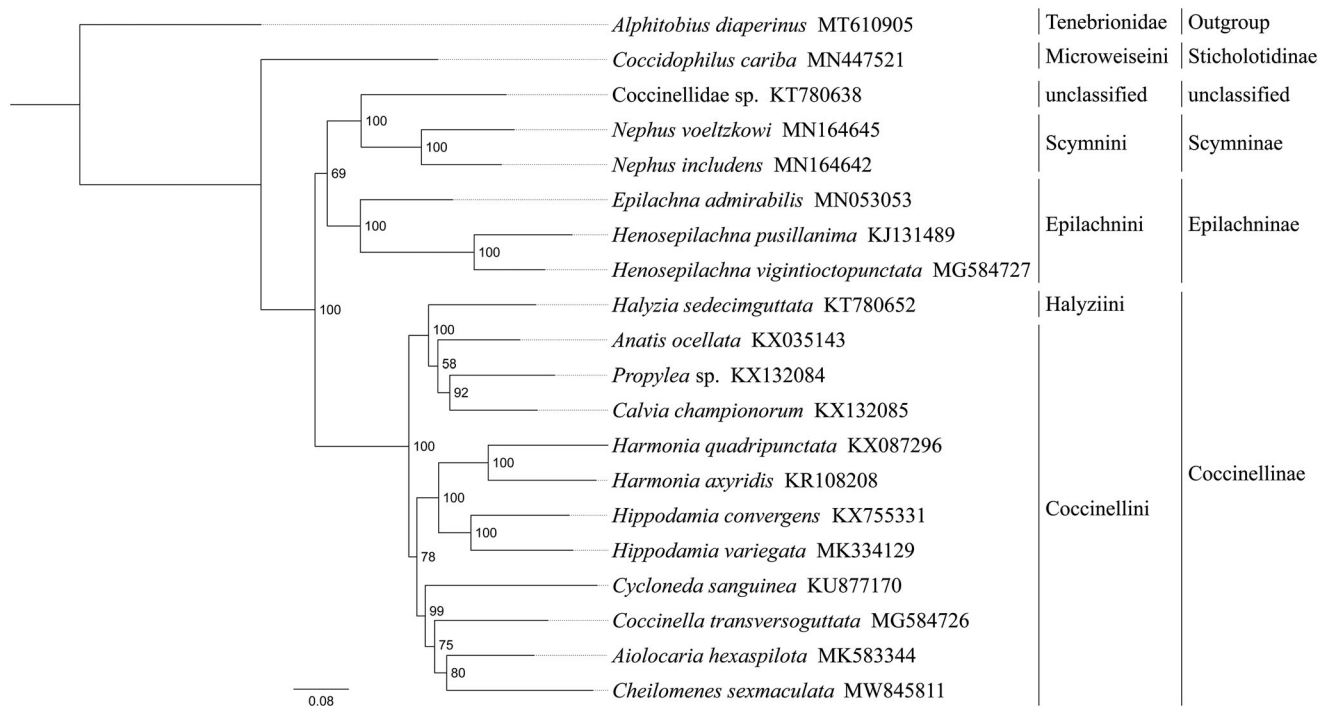 Alphitobius diaperinus MT610905 Tenebrionidae Outgroup
Coccidophilus cariba MN447521 Microweiseini Sticholotidinae
Coccinellidae sp. KT780638 unclassified unclassified
100
Nephus voeltzkowi MN164645
100
Scymnini Scymninae
Nephus includens MN164642
69
Epilachna admirabilis MN053053
100
Epilachnini Epilachninae
Henosepilachna pusillanima KJ131489
100
Henosepilachna vigintioctopunctata MG584727
Halyzia sedecimguttata KT780652 Halyziini
100
100
Anatis ocellata KX035143
58
Propylea sp. KX132084
92
Calvia championorum KX132085
100
Harmonia quadripunctata KX087296
100
Coccinellinae
Harmonia axyridis KR108208
100
Coccinellini
Hippodamia convergens KX755331
100
Hippodamia variegata MK334129
78
Cycloneda sanguinea KU877170
99
Coccinella transversoguttata MG584726
75
Aiolocaria hexaspilota MK583344
80
Cheilomenes sexmaculata MW845811
0.08